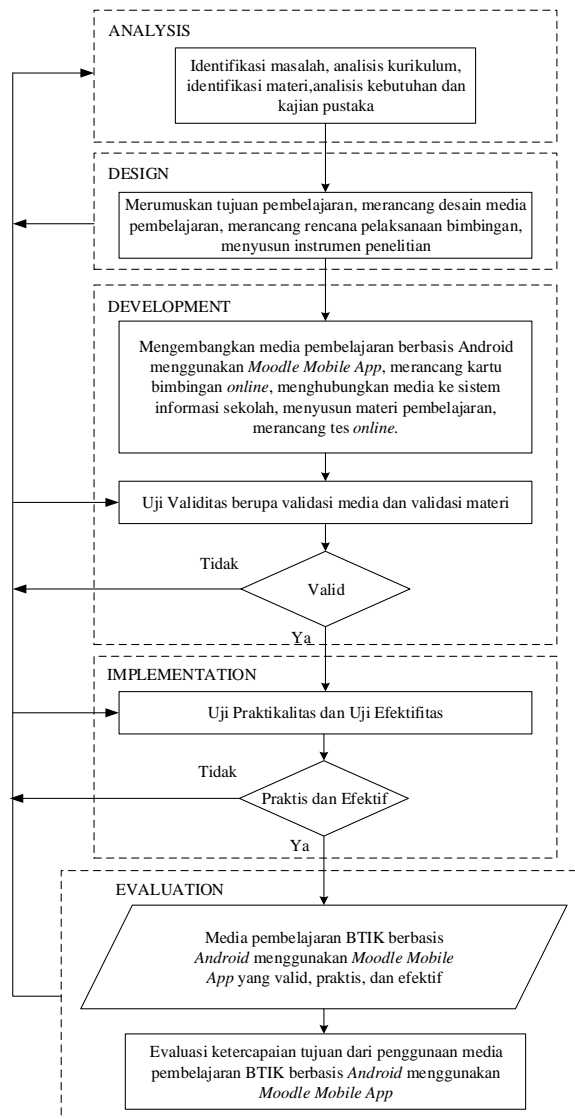 ANALYSIS
Identifikasi masalah, analisis kurikulum,
identifikasi materi,analisis kebutuhan dan
kajian pustaka
DESIGN
Merumuskan tujuan pembelajaran, merancang desain media
pembelajaran, merancang rencana pelaksanaan bimbingan,
menyusun instrumen penelitian
DEVELOPMENT
Mengembangkan media pembelajaran berbasis Android
menggunakan Moodle Mobile App, merancang kartu
bimbingan online, menghubungkan media ke sistem
informasi sekolah, menyusun materi pembelajaran,
merancang tes online.
Uji Validitas berupa validasi media dan validasi materi
Tidak
Valid
Ya
IMPLEMENTATION
Uji Praktikalitas dan Uji Efektifitas
Tidak
Praktis dan Efektif
Ya
EVALUATION
Media pembelajaran BTIK berbasis
Android menggunakan Moodle Mobile
App yang valid, praktis, dan efektif
Evaluasi ketercapaian tujuan dari penggunaan media
pembelajaran BTIK berbasis Android menggunakan
Moodle Mobile App